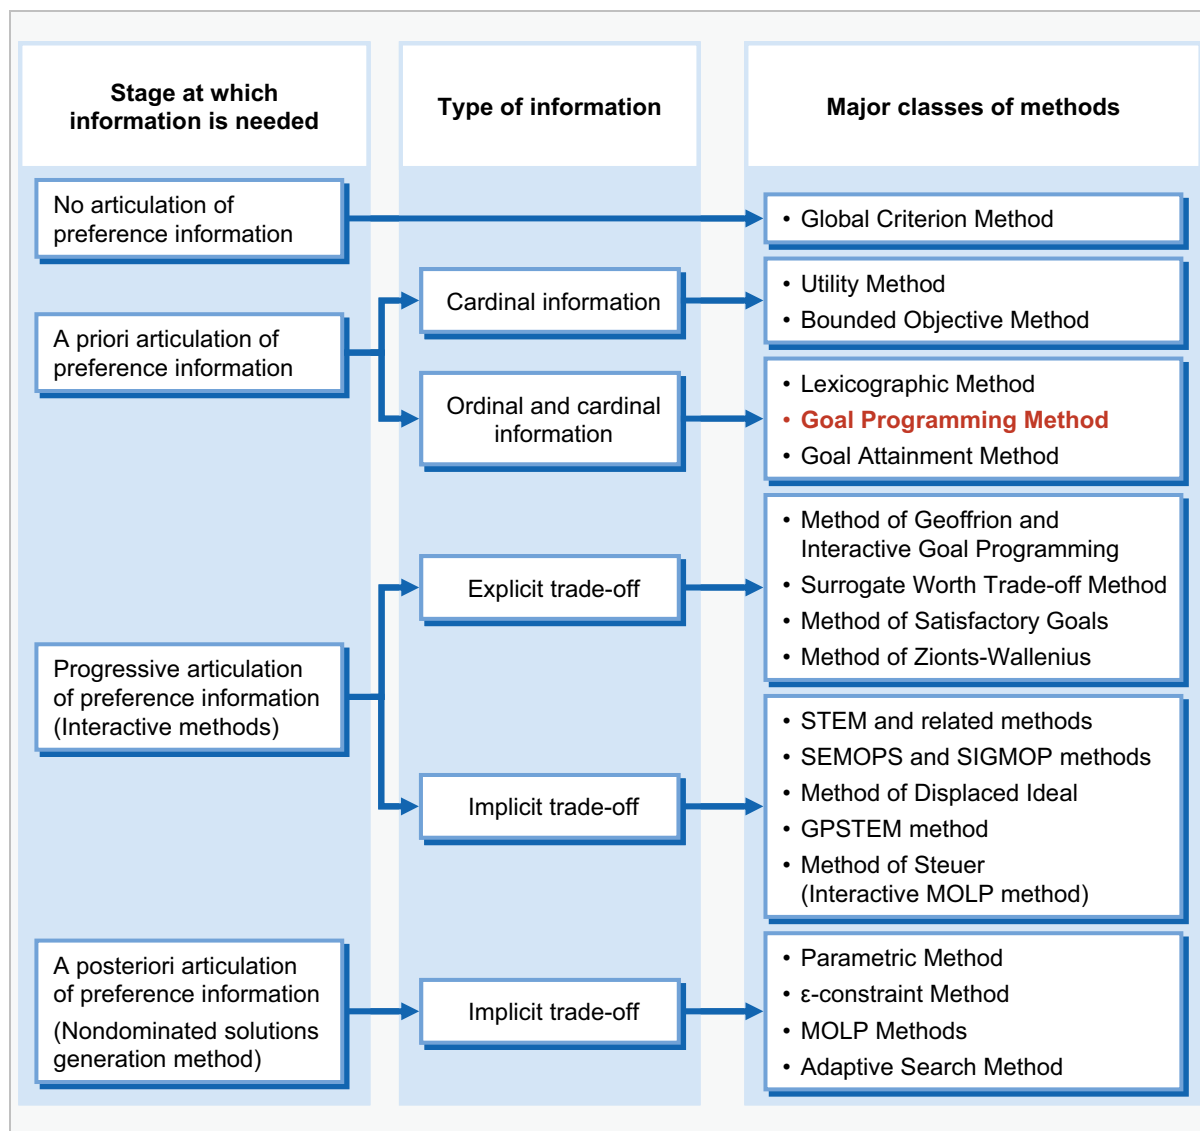 Stage at which
information is needed
Type of information
Major classes of methods
No articulation of
preference information
• Global Criterion Method
A priori articulation of
preference information
Cardinal information
• Utility Method
• Bounded Objective Method
Ordinal and cardinal
information
• Lexicographic Method
• Goal Programming Method
• Goal Attainment Method
Progressive articulation
of preference information
(Interactive methods)
Explicit trade-off
• Method of Geoffrion and
Interactive Goal Programming
• Surrogate Worth Trade-off Method
• Method of Satisfactory Goals
• Method of Zionts-Wallenius
Implicit trade-off
• STEM and related methods
• SEMOPS and SIGMOP methods
• Method of Displaced Ideal
• GPSTEM method
• Method of Steuer
(Interactive MOLP method)
A posteriori articulation
of preference information
(Nondominated solutions
generation method)
Implicit trade-off
• Parametric Method
• ε-constraint Method
• MOLP Methods
• Adaptive Search Method